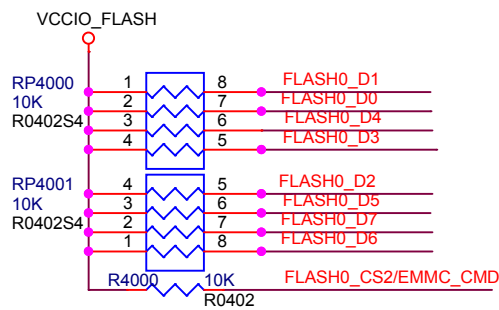 VCCIO_FLASH
RP4000
10K
R0402S4
1 8 FLASH0_D1
2 7 FLASH0_D0
3 6 FLASH0_D4
4 5 FLASH0_D3
RP4001
10K
R0402S4
4 5 FLASH0_D2
3 6 FLASH0_D5
2 7 FLASH0_D7
1 8 FLASH0_D6
R4000 10K FLASH0_CS2/EMMC_CMD
R0402